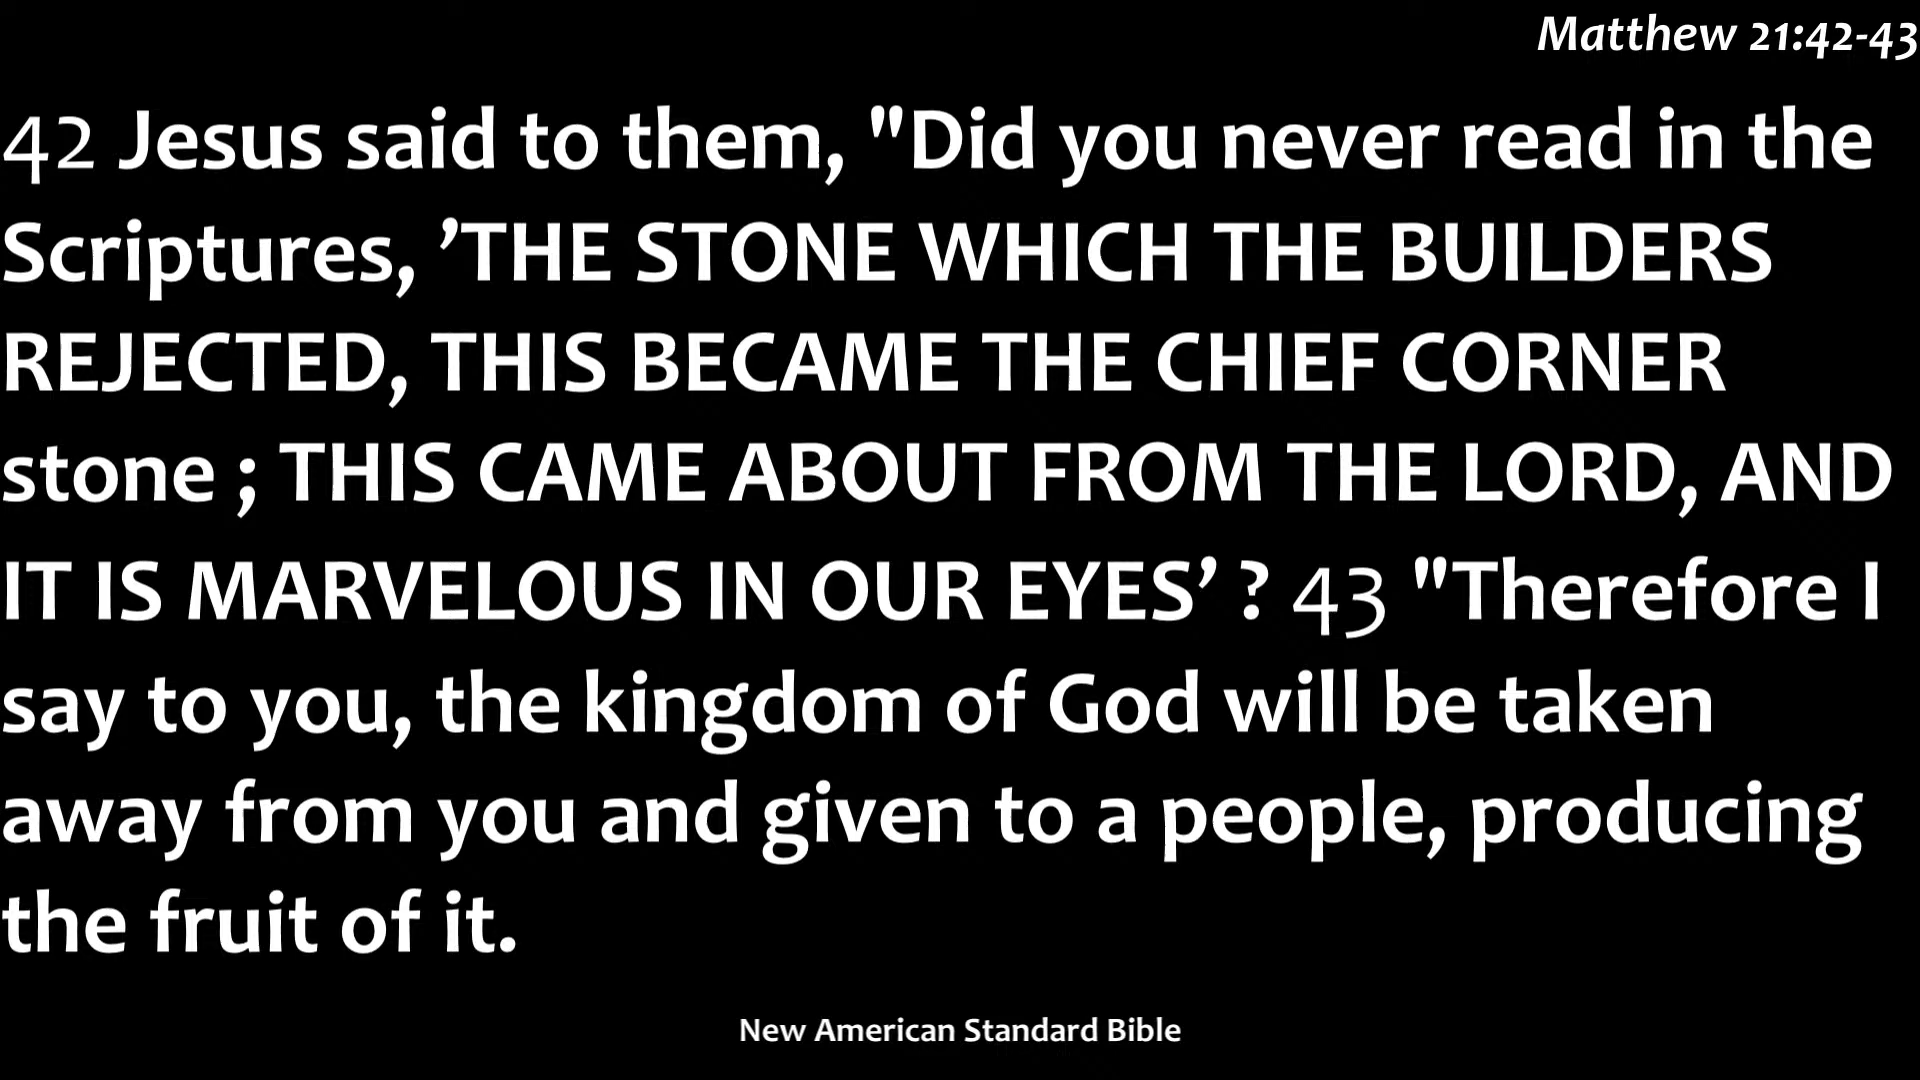 Matthew 21:42-43
42 Jesus said to them, "Did you never read in the
Scriptures, ’THE STONE WHICH THE BUILDERS
REJECTED, THIS BECAME THE CHIEF CORNER
stone ; THIS CAME ABOUT FROM THE LORD, AND
IT IS MARVELOUS IN OUR EYES’ ? 43 "Therefore I
say to you, the kingdom of God will be taken
away from you and given to a people, producing
the fruit of it.
New American Standard Bible